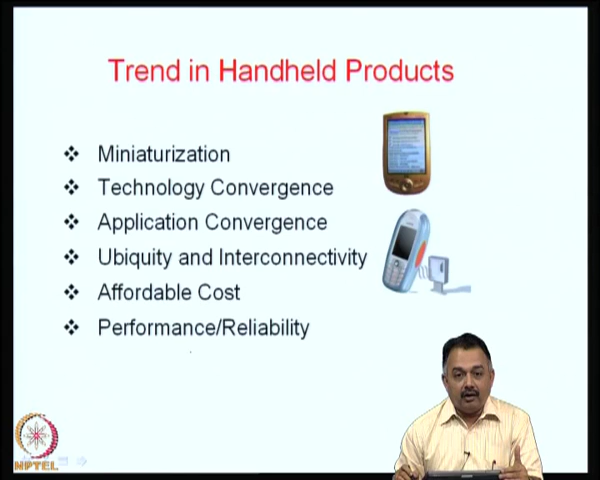 Trend in Handheld Products
Miniaturization
Technology Convergence
Application Convergence
Ubiquity and Interconnectivity
Affordable Cost
Performance/Reliability
NPTEL